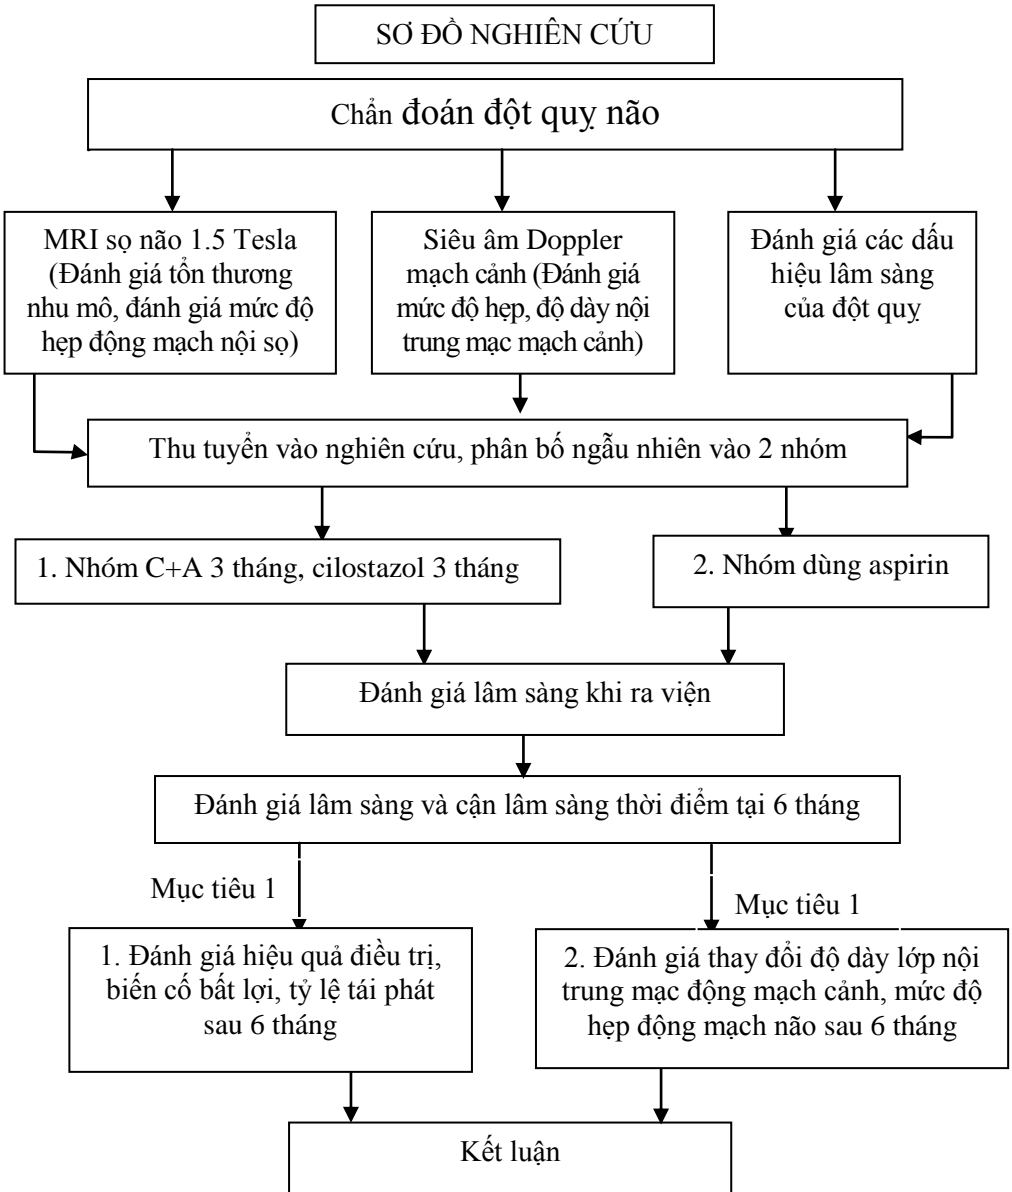 SƠ ĐỒ NGHIÊN CỨU
Chẩn đoán đột quỵ não
MRI sọ não 1.5 Tesla
(Đánh giá tổn thương
nhu mô, đánh giá mức độ
hẹp động mạch nội sọ)
Siêu âm Doppler
mạch cảnh (Đánh giá
mức độ hẹp, độ dày nội
trung mạc mạch cảnh)
Đánh giá các dấu
hiệu lâm sàng
của đột quỵ
Thu tuyển vào nghiên cứu, phân bố ngẫu nhiên vào 2 nhóm
1. Nhóm C+A 3 tháng, cilostazol 3 tháng
2. Nhóm dùng aspirin
Đánh giá lâm sàng khi ra viện
Đánh giá lâm sàng và cận lâm sàng thời điểm tại 6 tháng
Mục tiêu 1
Mục tiêu 1
1. Đánh giá hiệu quả điều trị,
biến cố bất lợi, tỷ lệ tái phát
sau 6 tháng
2. Đánh giá thay đổi độ dày lớp nội
trung mạc động mạch cảnh, mức độ
hẹp động mạch não sau 6 tháng
Kết luận